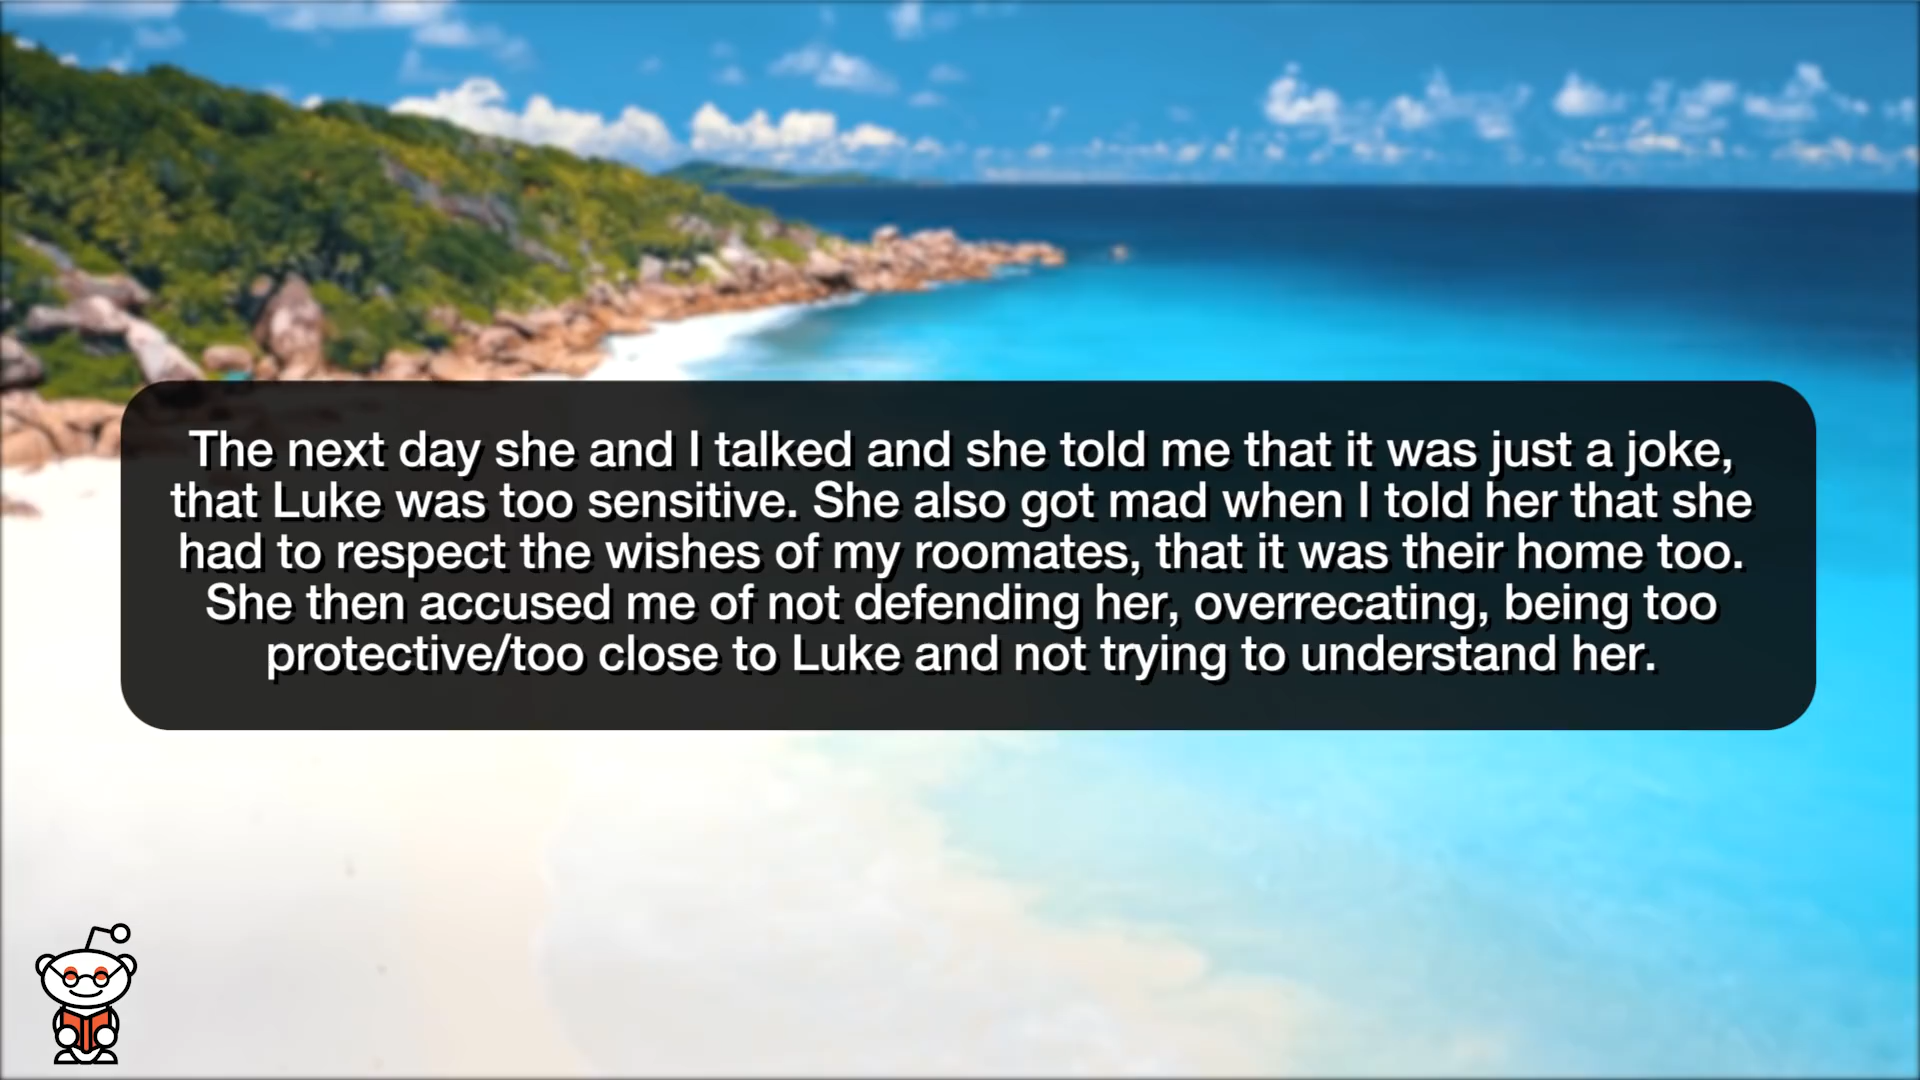 The next day she and I talked and she told me that it was just a joke,
that Luke was too sensitive. She also got mad when I told her that she
had to respect the wishes of my roomates, that it was their home too.
She then accused me of not defending her, overrecating, being too
protective/too close to Luke and not trying to understand her.